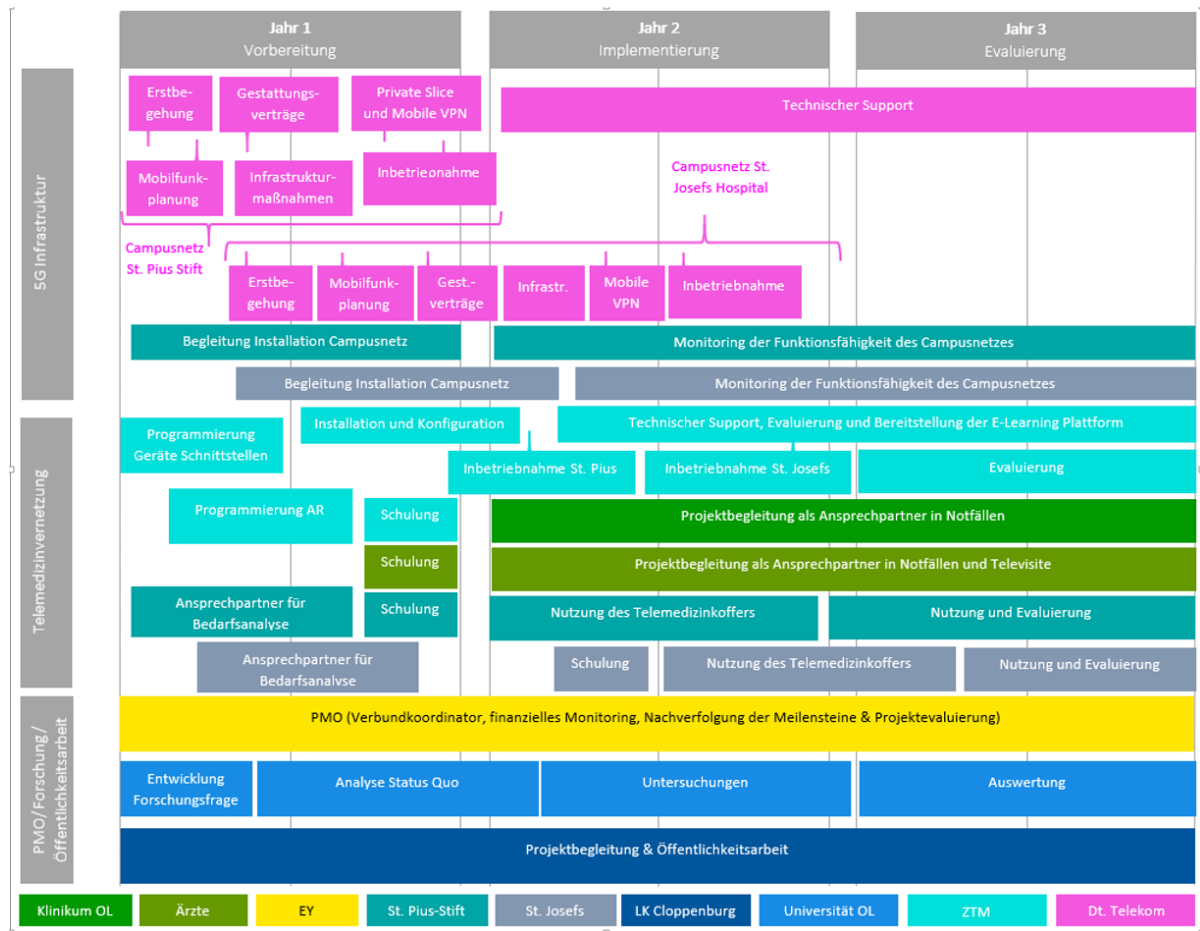 Jahr 1
Vorbereitung
Jahr 2
Implementierung
Jahr 3
Evaluierung
5G Infrastruktur
Erstbe-
gehung
Gestattungs-
verträge
Private Slice
und Mobile VPN
Technischer Support
Mobilfunk-
planung
Infrastruktur-
maßnahmen
Inbetrieonahme
Campusnetz St.
Josefs Hospital
Campusnetz
St. Pius Stift
Erstbe-
gehung
Mobilfunk-
planung
Gest.-
verträge
Infrastr.
Mobile
VPN
Inbetriebnahme
Begleitung Installation Campusnetz
Monitoring der Funktionsfähigkeit des Campusnetzes
Begleitung Installation Campusnetz
Monitoring der Funktionsfähigkeit des Campusnetzes
Telemedizinvernetzung
Programmierung
Geräte Schnittstellen
Installation und Konfiguration
Technischer Support, Evaluierung und Bereitstellung der E-Learning Plattform
Inbetriebnahme St. Pius
Inbetriebnahme St. Josefs
Evaluierung
Programmierung AR
Schulung
Projektbegleitung als Ansprechpartner in Notfällen
Schulung
Projektbegleitung als Ansprechpartner in Notfällen und Televisite
Ansprechpartner für
Bedarfsanalyse
Schulung
Nutzung des Telemedizinkoffers
Nutzung und Evaluierung
Ansprechpartner für
Bedarfsanalvse
Schulung
Nutzung des Telemedizinkoffers
Nutzung und Evaluierung
PMO/Forschung/
Öffentlichkeitsarbeit
PMO (Verbundkoordinator, finanzielles Monitoring, Nachverfolgung der Meilensteine & Projektevaluierung)
Entwicklung
Forschungsfrage
Analyse Status Quo
Untersuchungen
Auswertung
Projektbegleitung & Öffentlichkeitsarbeit
Klinikum OL
Ärzte
EY
St. Pius-Stift
St. Josefs
LK Cloppenburg
Universität OL
ZTM
Dt. Telekom